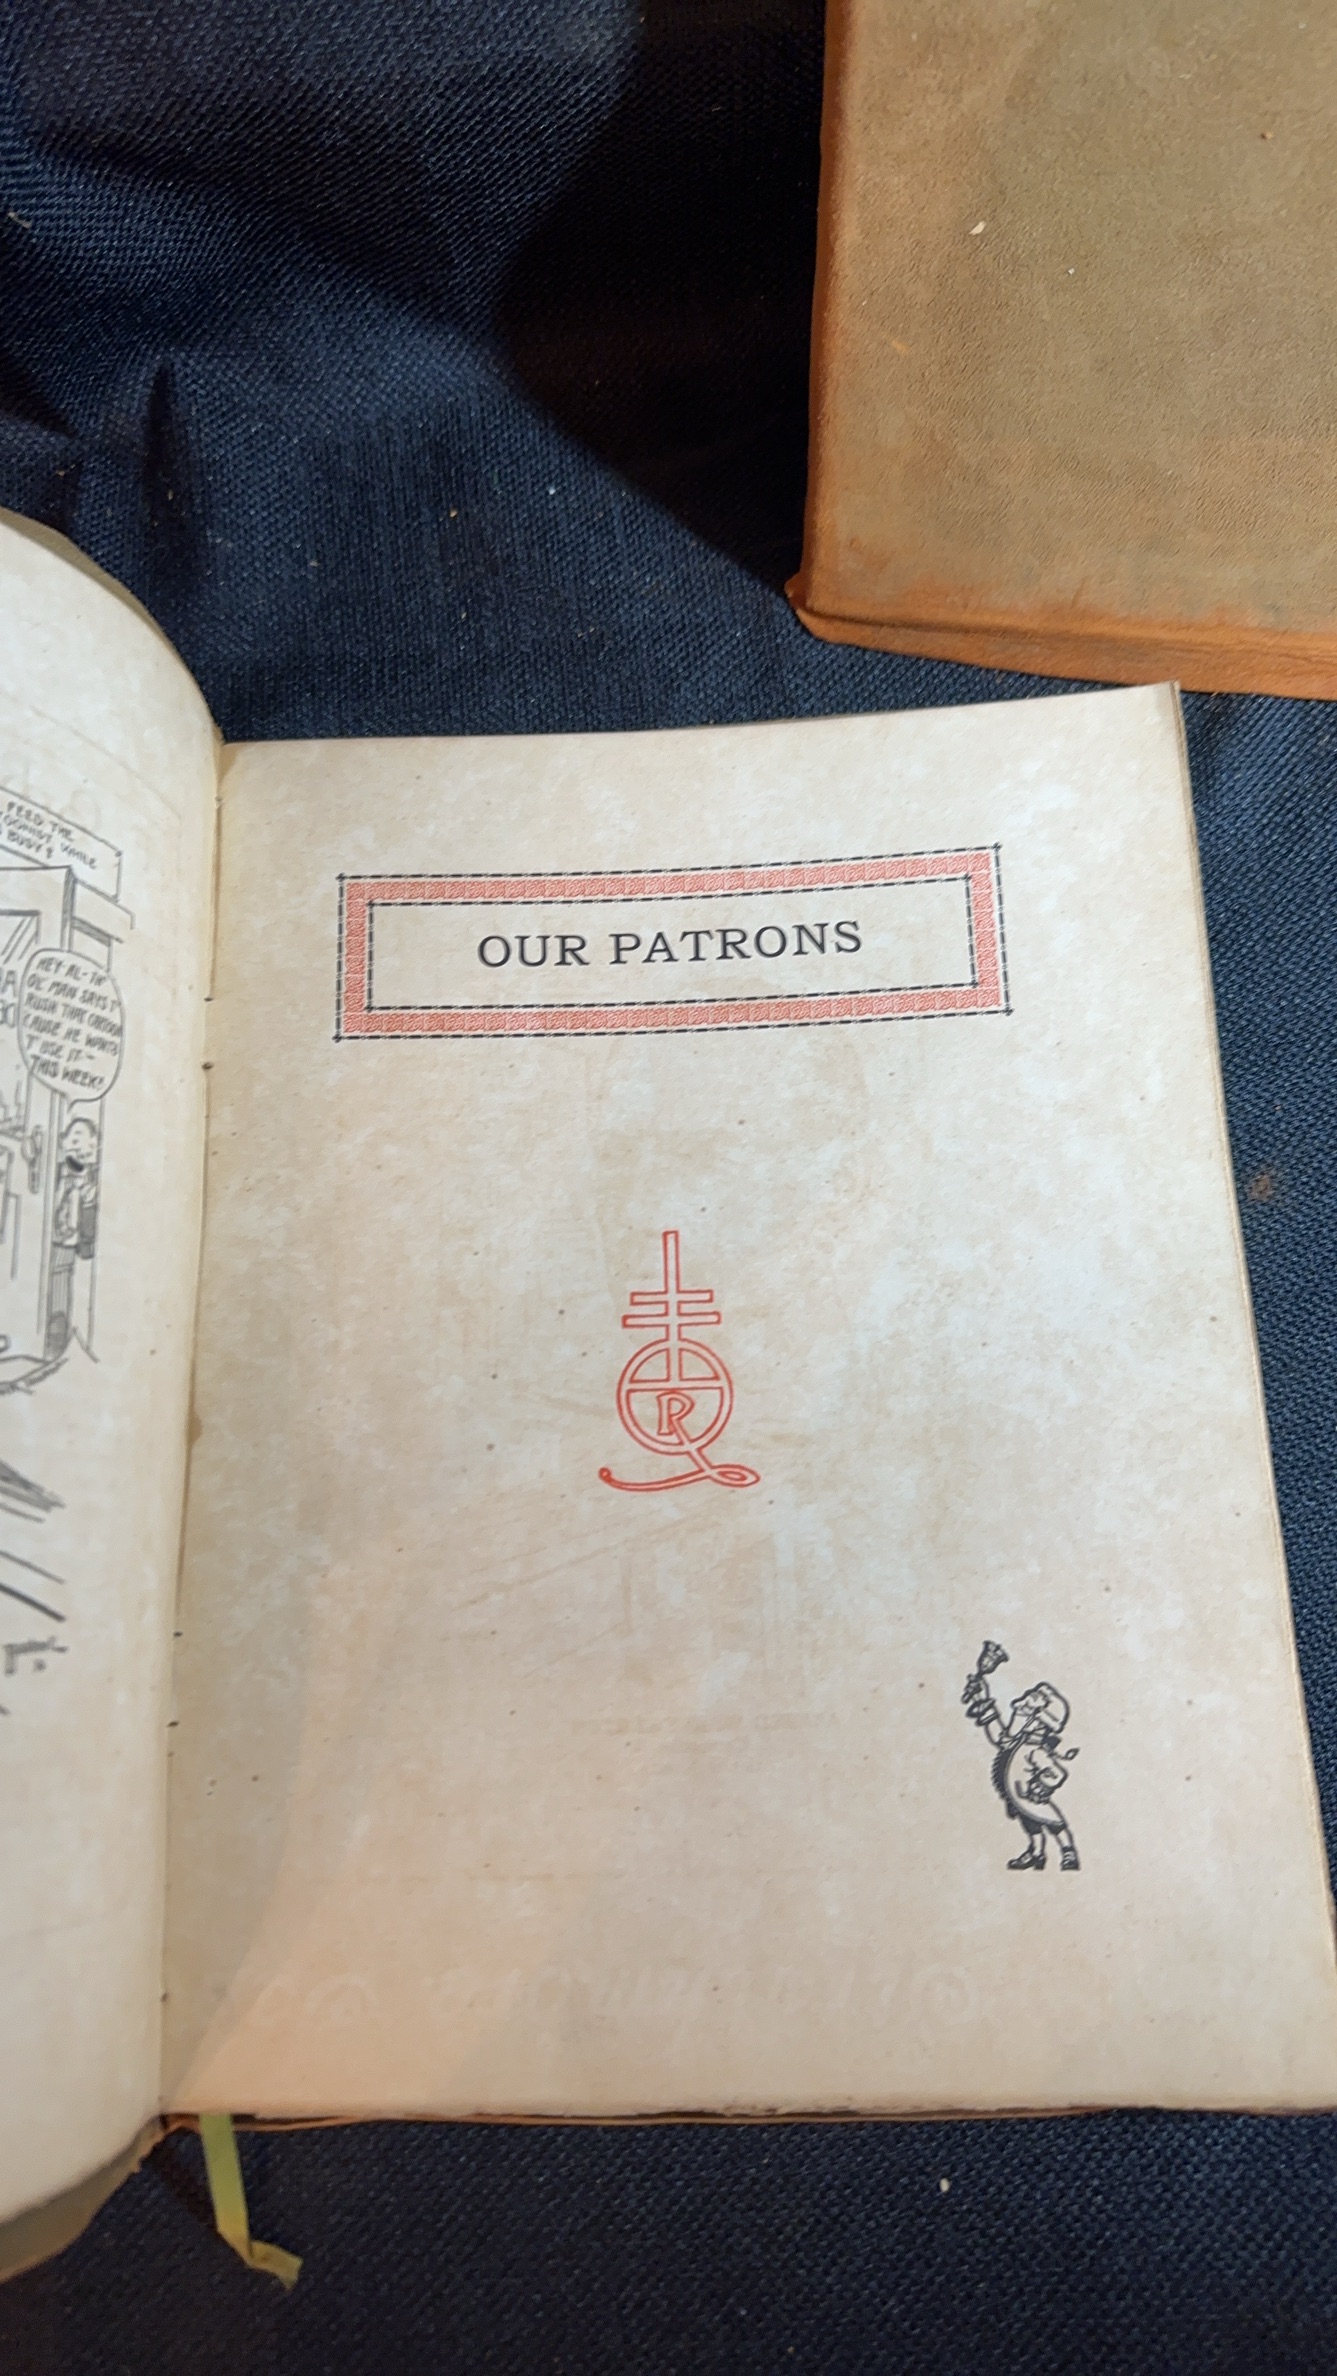 FEED THE
WHILE
BUSY?
HEY AL-TH'
OL' MAN SAYS T'
RUSH THAT CARTOON
CAUSE HE WANTS
T' USE IT-
THIS WEEK!
OUR PATRONS
R